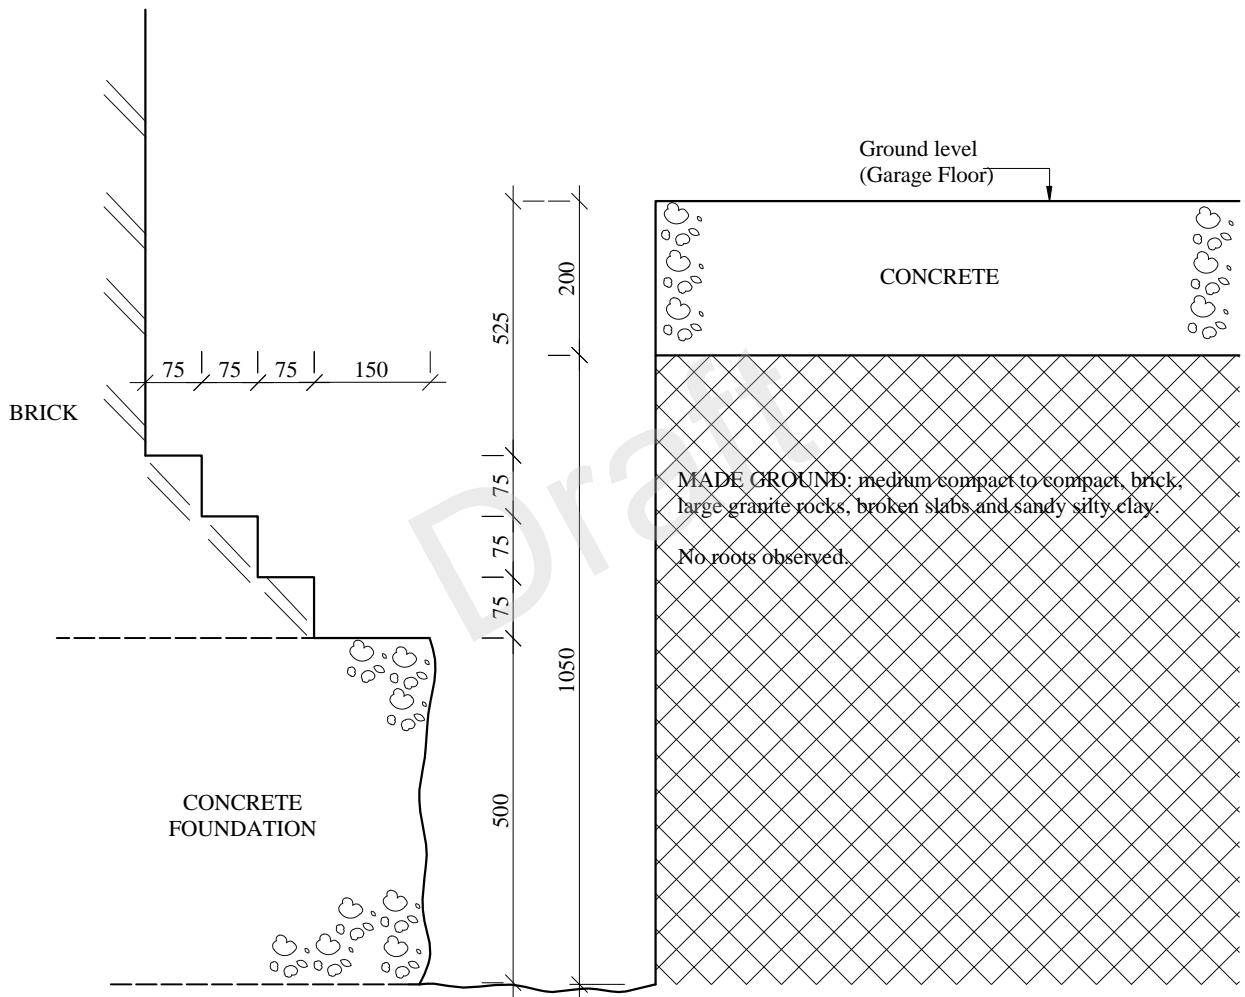 Ground level
(Garage Floor)
200
CONCRETE
525
75 75 75 150
BRICK
MADE GROUND: medium compact to compact, brick,
large granite rocks, broken slabs and sandy silty clay.
No roots observed.
75
75
75
1050
CONCRETE
FOUNDATION
500
Draft